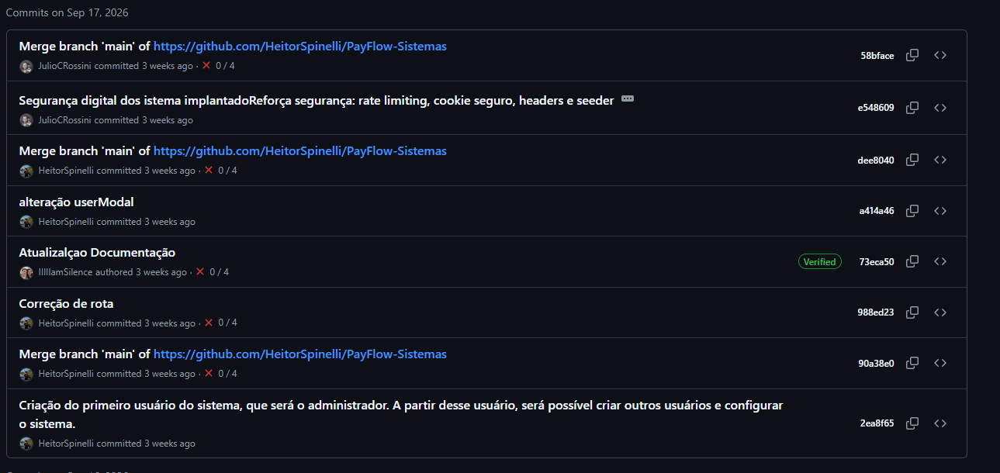 Commits on Sep 17, 2026
Merge branch 'main' of https://github.com/HeitorSpinelli/PayFlow-Sistemas
JulioCRossini committed 3 weeks ago · 0 / 4
58bface
Segurança digital dos istema implantadoReforça segurança: rate limiting, cookie seguro, headers e seeder
JulioCRossini committed 3 weeks ago
e548609
Merge branch 'main' of https://github.com/HeitorSpinelli/PayFlow-Sistemas
HeitorSpinelli committed 3 weeks ago · 0 / 4
dee8040
alteração userModal
HeitorSpinelli committed 3 weeks ago
a414a46
Atualizalçao Documentação
IllIIamSilence authored 3 weeks ago · 0 / 4
Verified 73eca50
Correção de rota
HeitorSpinelli committed 3 weeks ago · 0 / 4
988ed23
Merge branch 'main' of https://github.com/HeitorSpinelli/PayFlow-Sistemas
HeitorSpinelli committed 3 weeks ago · 0 / 4
90a38e0
Criação do primeiro usuário do sistema, que será o administrador. A partir desse usuário, será possível criar outros usuários e configurar
o sistema.
HeitorSpinelli committed 3 weeks ago
2ea8f65